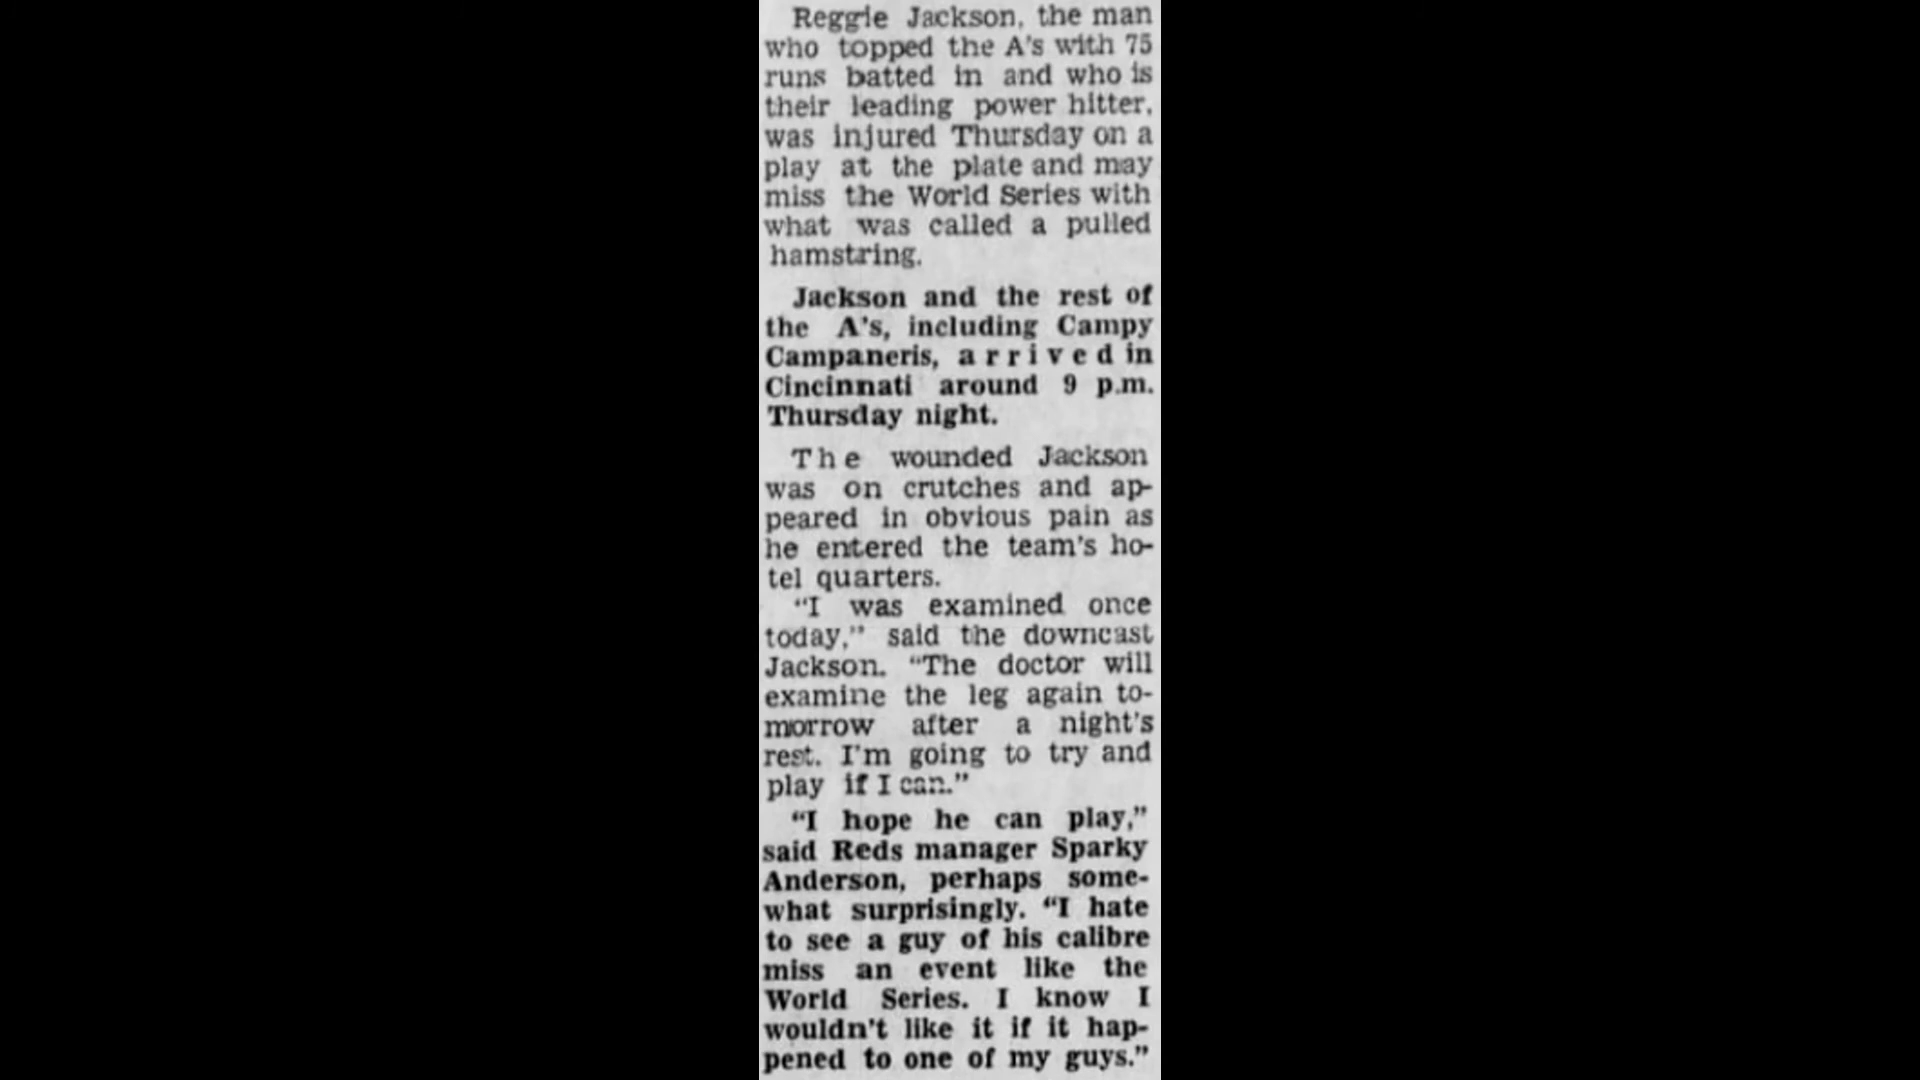 Reggie Jackson, the man
who topped the A's with 75
runs batted in and who is
their leading power hitter,
was injured Thursday on a
play at the plate and may
miss the World Series with
what was called a pulled
hamstring.
Jackson and the rest of
the A's, including Campy
Campaneris, arrived in
Cincinnati around 9 p.m.
Thursday night.
The wounded Jackson
was on crutches and ap-
peared in obvious pain as
he entered the team's ho-
tel quarters.
"I was examined once
today," said the downcast
Jackson. "The doctor will
examine the leg again to-
morrow after a night's
rest. I'm going to try and
play if I can."
"I hope he can play,"
said Reds manager Sparky
Anderson, perhaps some-
what surprisingly. "I hate
to see a guy of his calibre
miss an event like the
World Series. I know I
wouldn't like it if it hap-
pened to one of my guys."